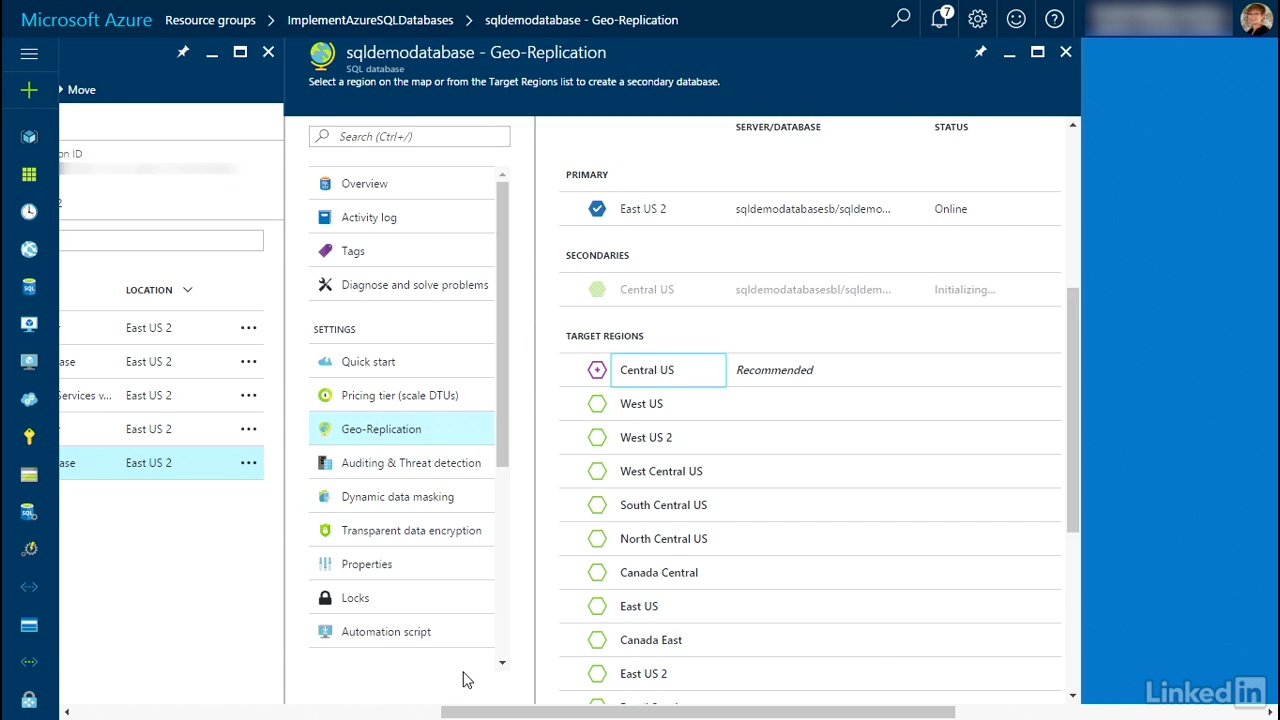 Microsoft Azure Resource groups > ImplementAzureSQLDatabases > sqldemodatabase - Geo-Replication 7
sqldemodatabase - Geo-Replication
SQL database
Select a region on the map or from the Target Regions list to create a secondary database.
Move
on ID
2
LOCATION
East US 2
ase East US 2
Services v... East US 2
East US 2
ase East US 2
Search (Ctrl+/)
Overview
Activity log
Tags
Diagnose and solve problems
SETTINGS
Quick start
Pricing tier (scale DTUs)
Geo-Replication
Auditing & Threat detection
Dynamic data masking
Transparent data encryption
Properties
Locks
Automation script
SERVER/DATABASE STATUS
PRIMARY
East US 2 sqldemodatabasesb/sqldemo... Online
SECONDARIES
Central US sqldemodatabasesbl/sqldem... Initializing...
TARGET REGIONS
Central US Recommended
West US
West US 2
West Central US
South Central US
North Central US
Canada Central
East US
Canada East
East US 2
LinkedIn